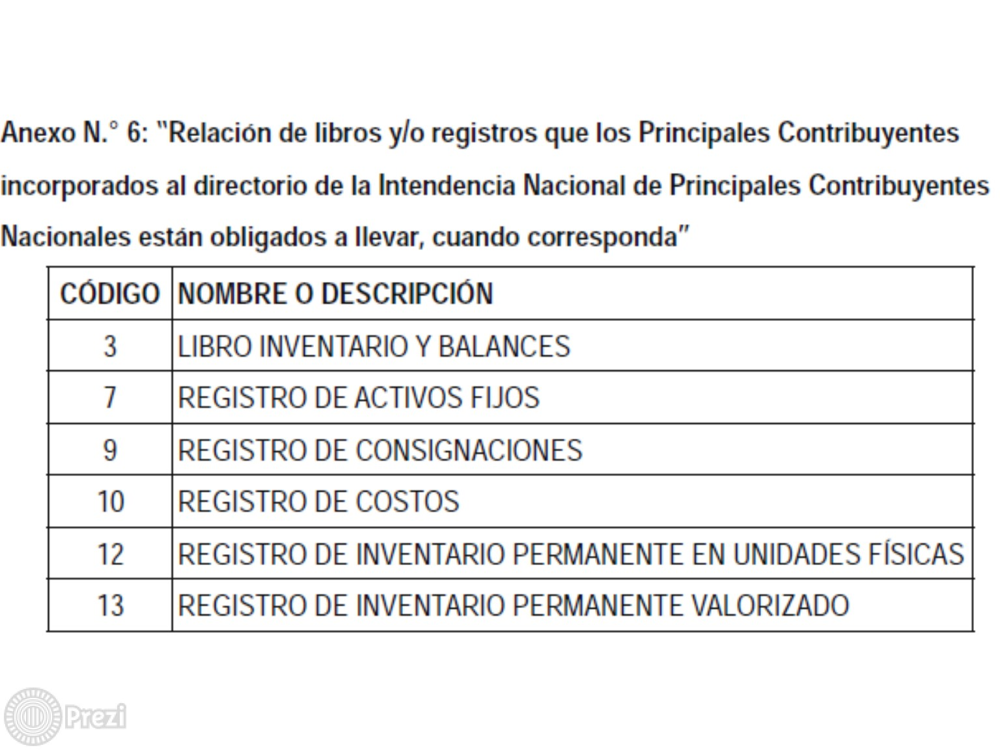 Anexo N.° 6: “Relación de libros y/o registros que los Principales Contribuyentes
incorporados al directorio de la Intendencia Nacional de Principales Contribuyentes
Nacionales están obligados a llevar, cuando corresponda”
CÓDIGO NOMBRE O DESCRIPCIÓN
3 LIBRO INVENTARIO Y BALANCES
7 REGISTRO DE ACTIVOS FIJOS
9 REGISTRO DE CONSIGNACIONES
10 REGISTRO DE COSTOS
12 REGISTRO DE INVENTARIO PERMANENTE EN UNIDADES FÍSICAS
13 REGISTRO DE INVENTARIO PERMANENTE VALORIZADO
Prezi